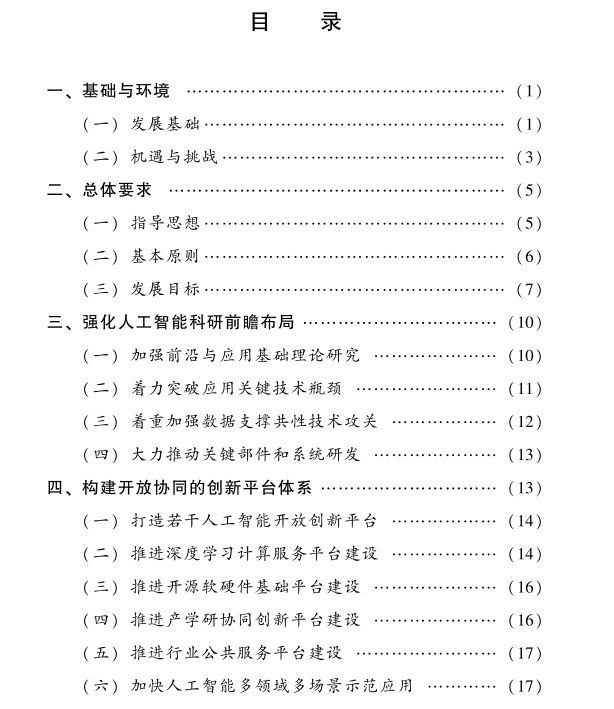 目 录
一、基础与环境 ……………………………………………… (1)
(一) 发展基础…………………………………………… (1)
(二) 机遇与挑战………………………………………… (3)
二、总体要求 ………………………………………………… (5)
(一) 指导思想…………………………………………… (5)
(二) 基本原则…………………………………………… (6)
(三) 发展目标…………………………………………… (7)
三、强化人工智能科研前瞻布局 …………………………… (10)
(一) 加强前沿与应用基础理论研究 ………………… (10)
(二) 着力突破应用关键技术瓶颈 …………………… (11)
(三) 着重加强数据支撑共性技术攻关 ……………… (12)
(四) 大力推动关键部件和系统研发 ………………… (13)
四、构建开放协同的创新平台体系 ………………………… (13)
(一) 打造若干人工智能开放创新平台 ……………… (14)
(二) 推进深度学习计算服务平台建设 ……………… (14)
(三) 推进开源软硬件基础平台建设 ………………… (16)
(四) 推进产学研协同创新平台建设 ………………… (16)
(五) 推进行业公共服务平台建设 …………………… (17)
(六) 加快人工智能多领域多场景示范应用 ………… (17)